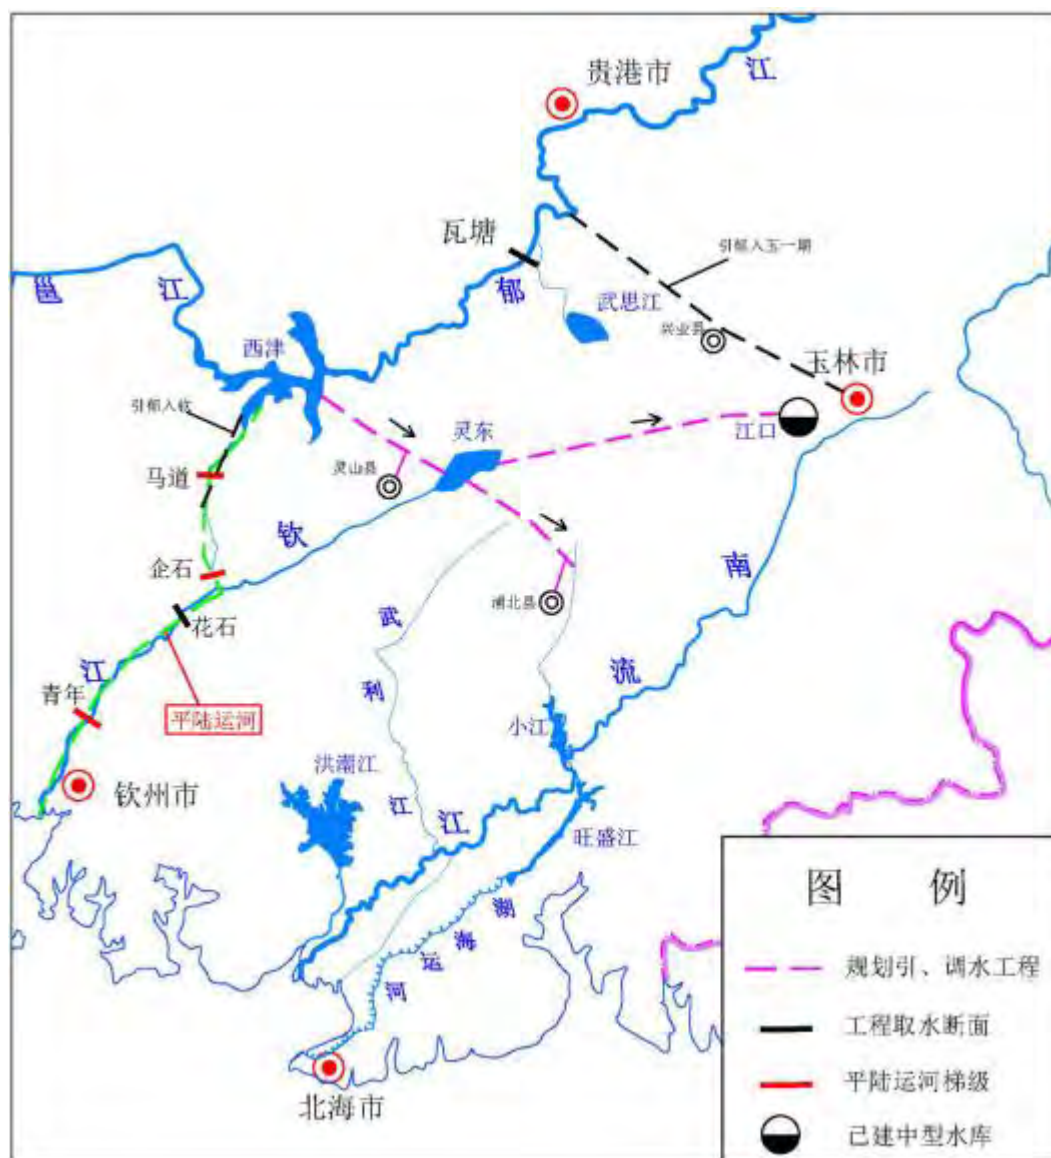 贵港市
江
瓦塘
引郁入玉一期
江
郁
武思江
兴业县
西津
玉林市
引郁入钦
灵东
江口
马道
灵山县
钦
企石
南
浦北县
花石
武
江
流
青年
利
平陆运河
小江
洪潮江
钦州市
江
江
旺盛江
湖
海
运
河
北海市
图 例
规划引、调水工程
工程取水断面
平陆运河梯级
己建中型水库